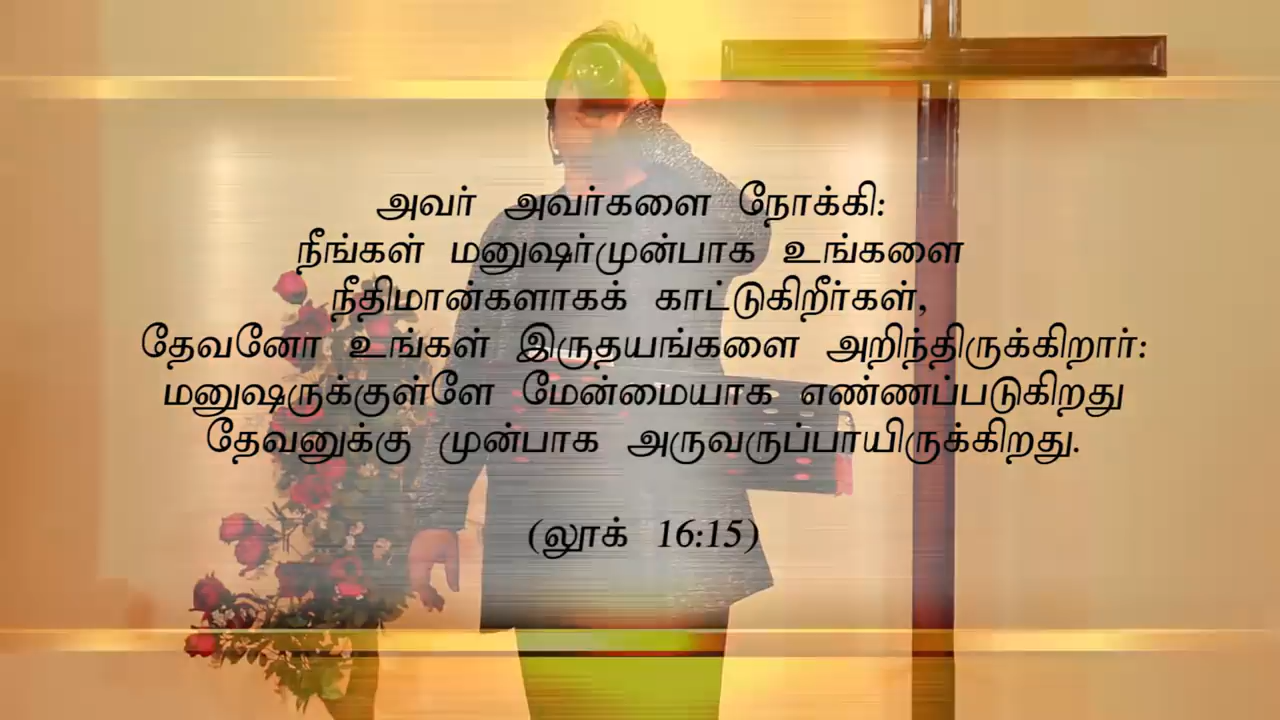 அவர் அவர்களை நோக்கி:
நீங்கள் மனுஷர்முன்பாக உங்களை
நீதிமான்களாகக் காட்டுகிறீர்கள்,
தேவனோ உங்கள் இருதயங்களை அறிந்திருக்கிறார்:
மனுஷருக்குள்ளே மேன்மையாக எண்ணப்படுகிறது
தேவனுக்கு முன்பாக அருவருப்பாயிருக்கிறது.
(லூக் 16:15)